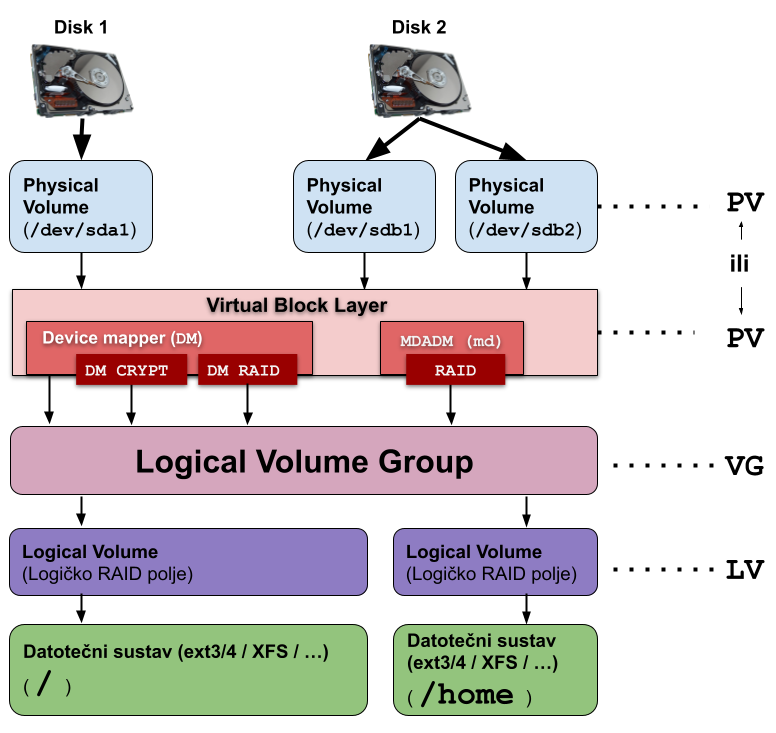 Disk 1
Disk 2
Physical
Volume
(/dev/sda1)
Physical
Volume
(/dev/sdb1)
Physical
Volume
(/dev/sdb2)
PV
ili
PV
Virtual Block Layer
Device mapper (DM)
DM CRYPT
DM RAID
MDADM (md)
RAID
Logical Volume Group
VG
Logical Volume
(Logičko RAID polje)
Logical Volume
(Logičko RAID polje)
LV
Datotečni sustav (ext3/4 / XFS / ...)
( / )
Datotečni sustav
(ext3/4 / XFS / ...)
( /home )